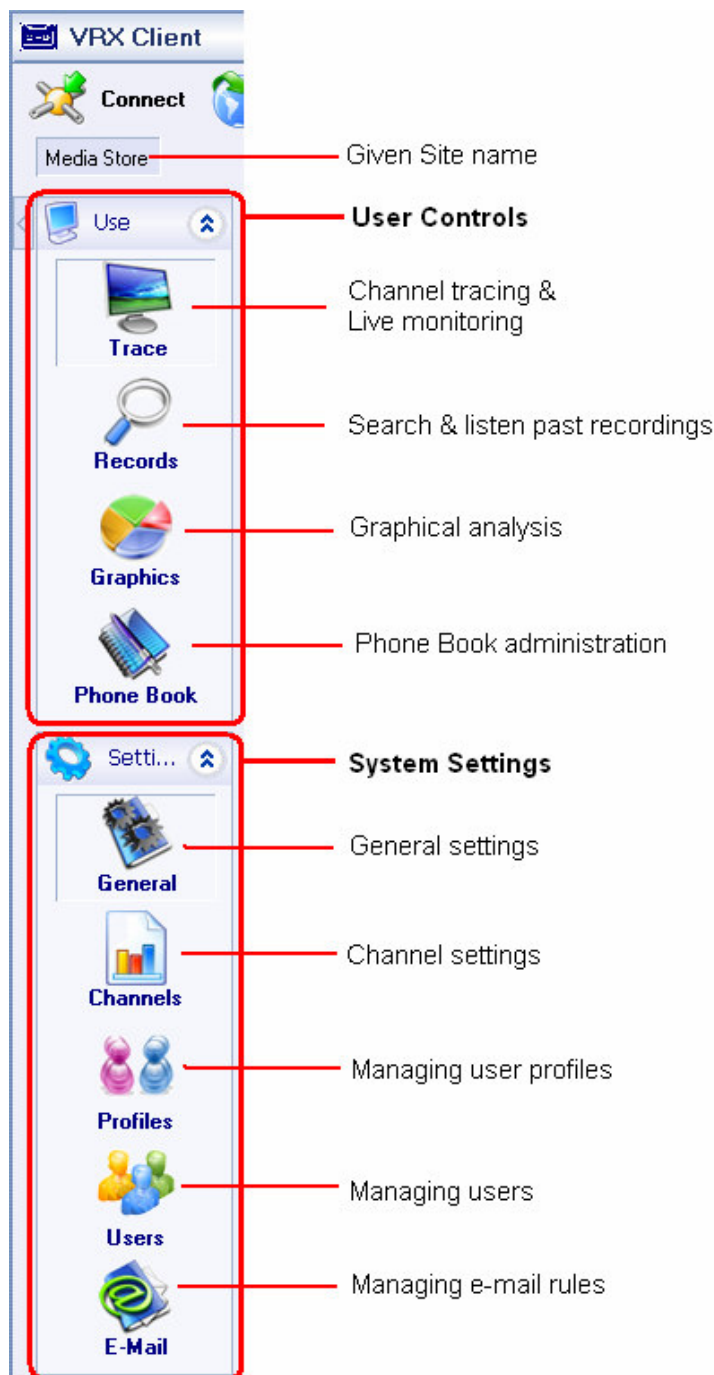 VRX Client
Connect
Media Store
Given Site name
Use
User Controls
Trace
Channel tracing &
Live monitoring
Records
Search & listen past recordings
Graphics
Graphical analysis
Phone Book
Phone Book administration
Setti...
System Settings
General
General settings
Channels
Channel settings
Profiles
Managing user profiles
Users
Managing users
E-Mail
Managing e-mail rules